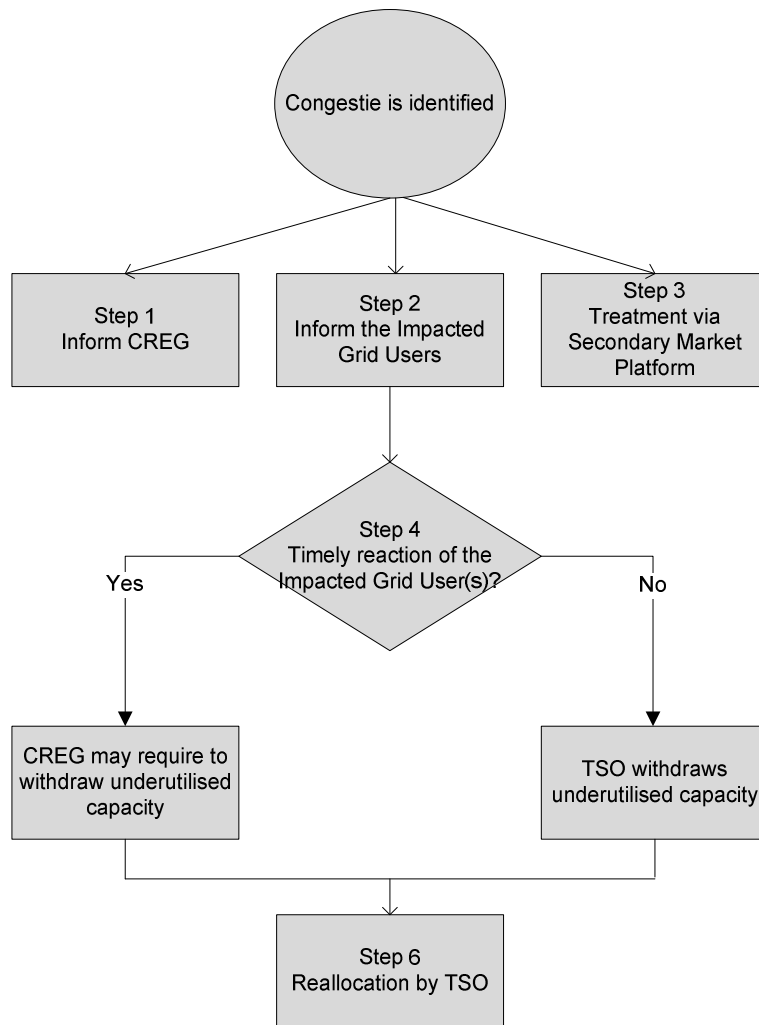 Congestie is identified
Step 1
Inform CREG
Step 2
Inform the Impacted
Grid Users
Step 3
Treatment via
Secondary Market
Platform
Step 4
Timely reaction of the
Impacted Grid User(s)?
Yes
No
CREG may require to
withdraw underutilised
capacity
TSO withdraws
underutilised capacity
Step 6
Reallocation by TSO